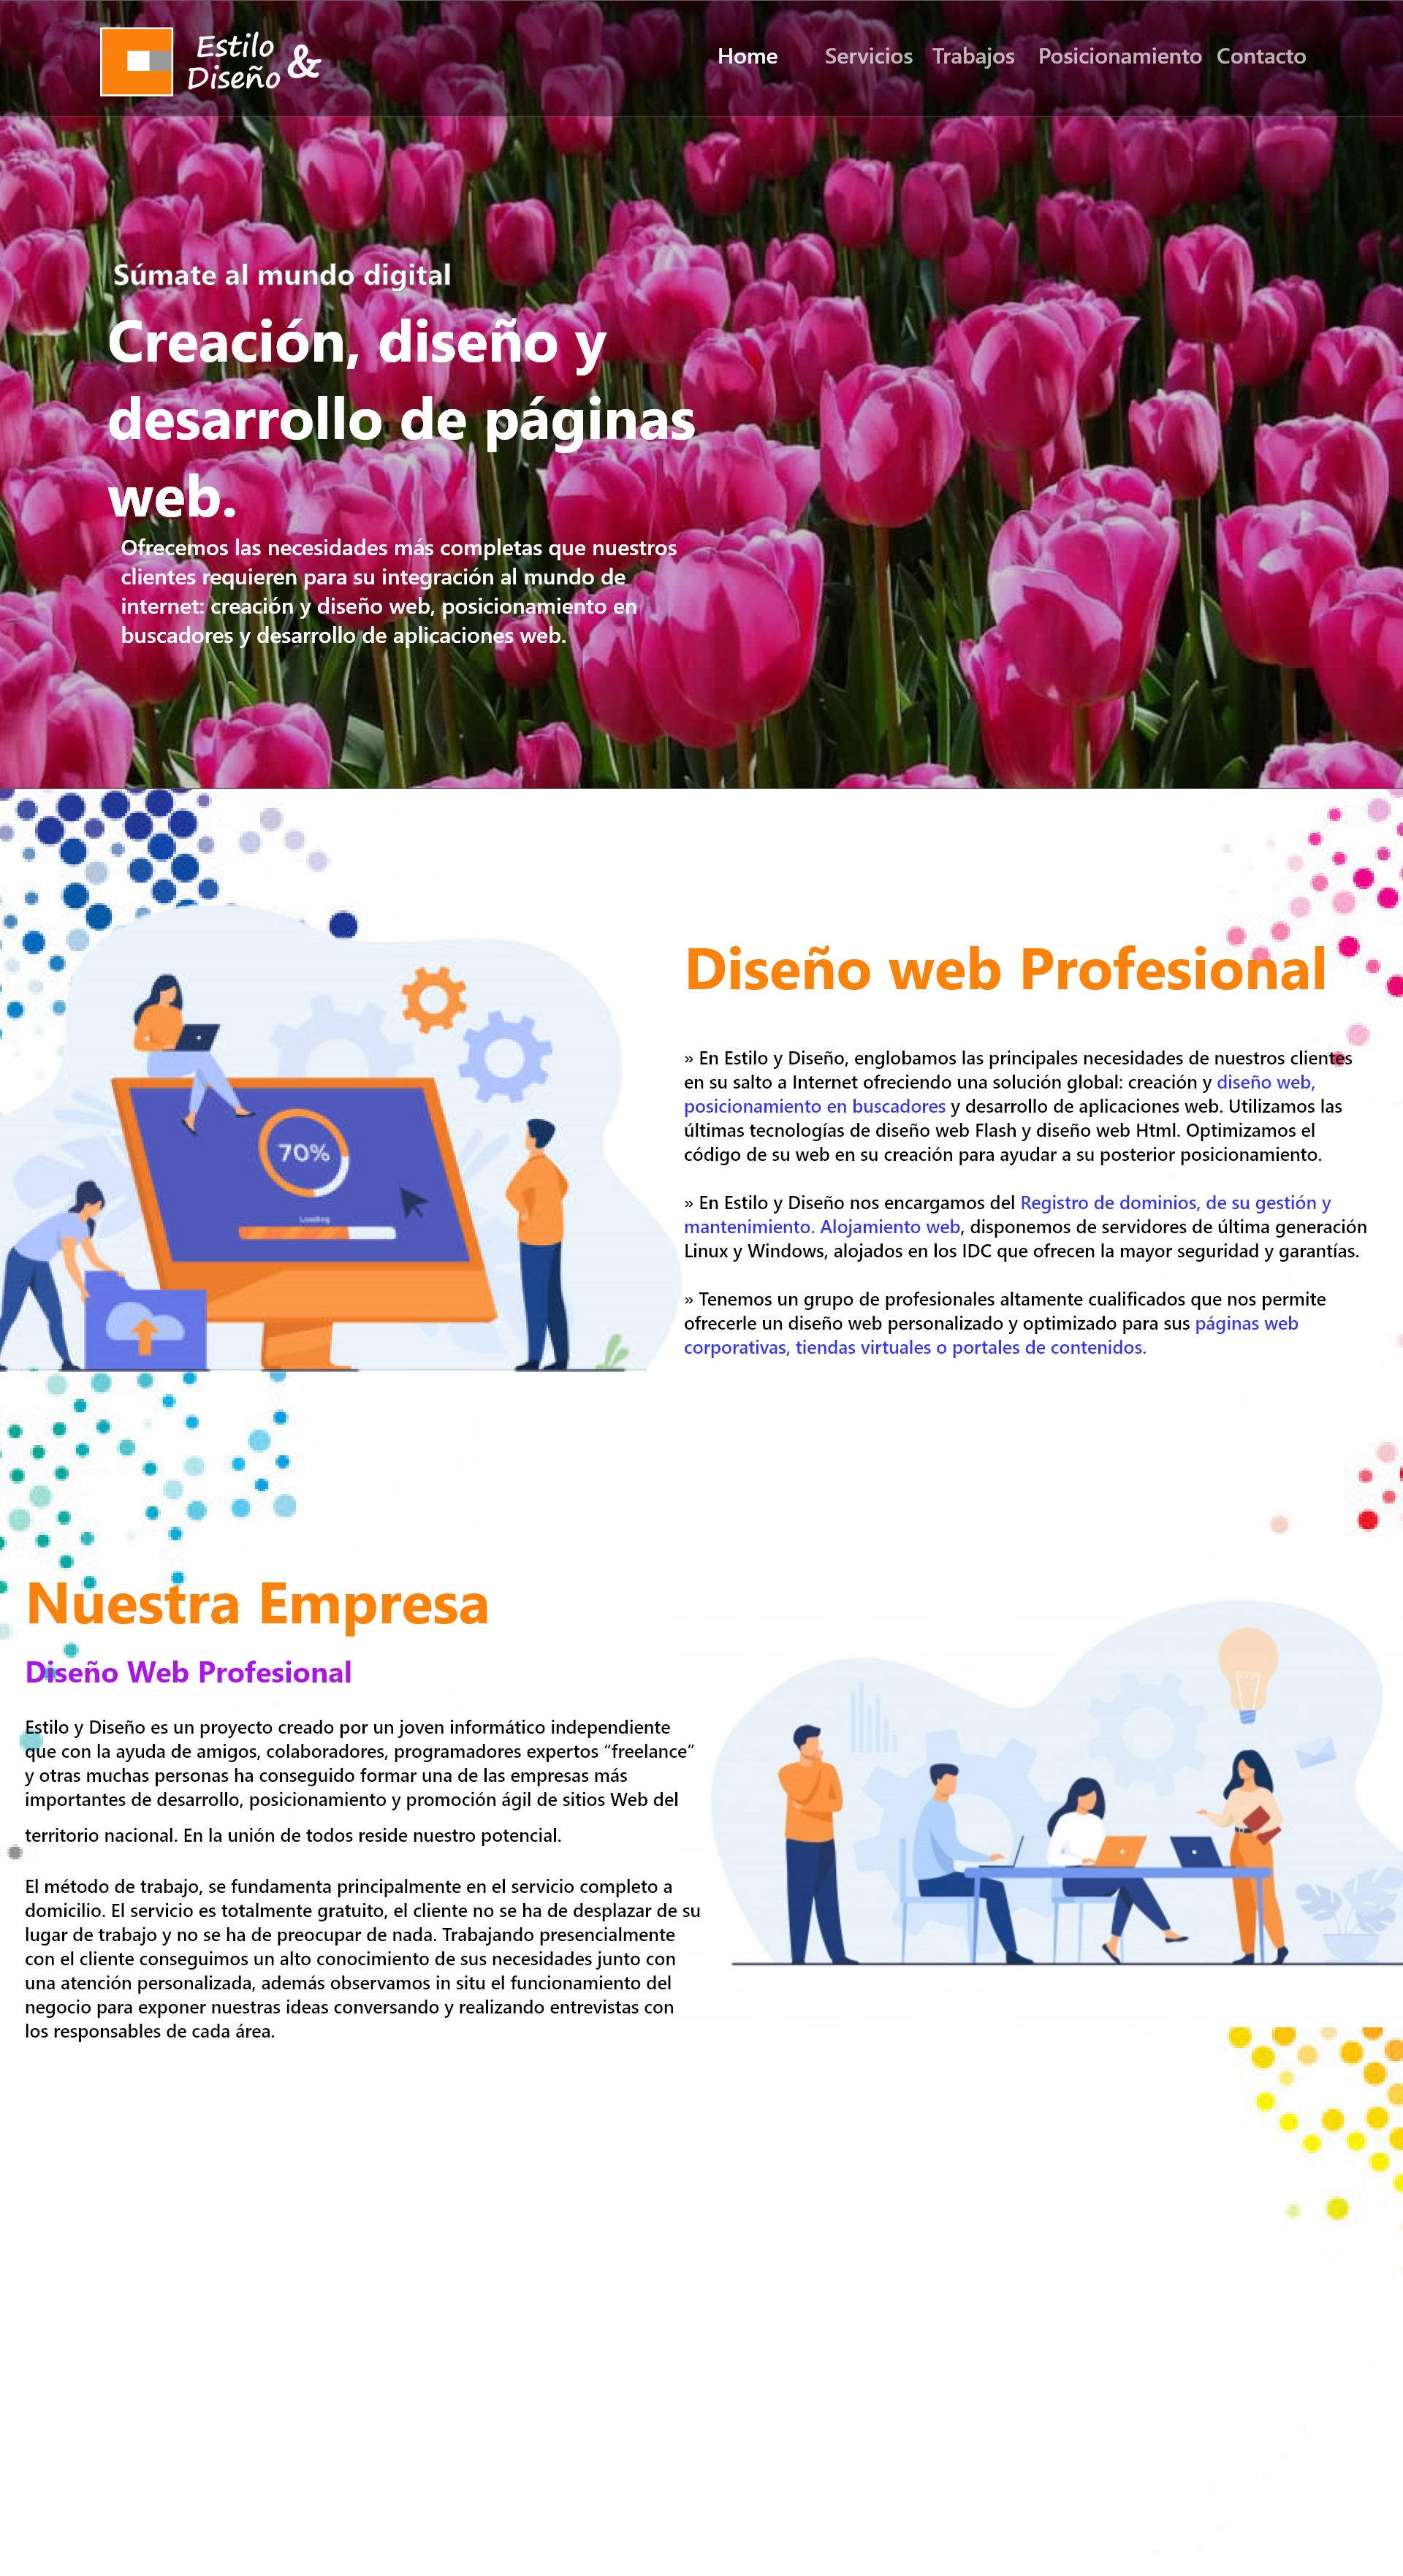 Estilo
Diseño &
Home Servicios Trabajos Posicionamiento Contacto
Súmate al mundo digital
Creación, diseño y
desarrollo de páginas
web.
Ofrecemos las necesidades más completas que nuestros
clientes requieren para su integración al mundo de
internet: creación y diseño web, posicionamiento en
buscadores y desarrollo de aplicaciones web.
70%
Loading
Diseño web Profesional
» En Estilo y Diseño, englobamos las principales necesidades de nuestros clientes
en su salto a Internet ofreciendo una solución global: creación y diseño web,
posicionamiento en buscadores y desarrollo de aplicaciones web. Utilizamos las
últimas tecnologías de diseño web Flash y diseño web Html. Optimizamos el
código de su web en su creación para ayudar a su posterior posicionamiento.
» En Estilo y Diseño nos encargamos del Registro de dominios, de su gestión y
mantenimiento. Alojamiento web, disponemos de servidores de última generación
Linux y Windows, alojados en los IDC que ofrecen la mayor seguridad y garantías.
» Tenemos un grupo de profesionales altamente cualificados que nos permite
ofrecerle un diseño web personalizado y optimizado para sus páginas web
corporativas, tiendas virtuales o portales de contenidos.
Nuestra Empresa
Diseño Web Profesional
Estilo y Diseño es un proyecto creado por un joven informático independiente
que con la ayuda de amigos, colaboradores, programadores expertos “freelance”
y otras muchas personas ha conseguido formar una de las empresas más
importantes de desarrollo, posicionamiento y promoción ágil de sitios Web del
territorio nacional. En la unión de todos reside nuestro potencial.
El método de trabajo, se fundamenta principalmente en el servicio completo a
domicilio. El servicio es totalmente gratuito, el cliente no se ha de desplazar de su
lugar de trabajo y no se ha de preocupar de nada. Trabajando presencialmente
con el cliente conseguimos un alto conocimiento de sus necesidades junto con
una atención personalizada, además observamos in situ el funcionamiento del
negocio para exponer nuestras ideas conversando y realizando entrevistas con
los responsables de cada área.